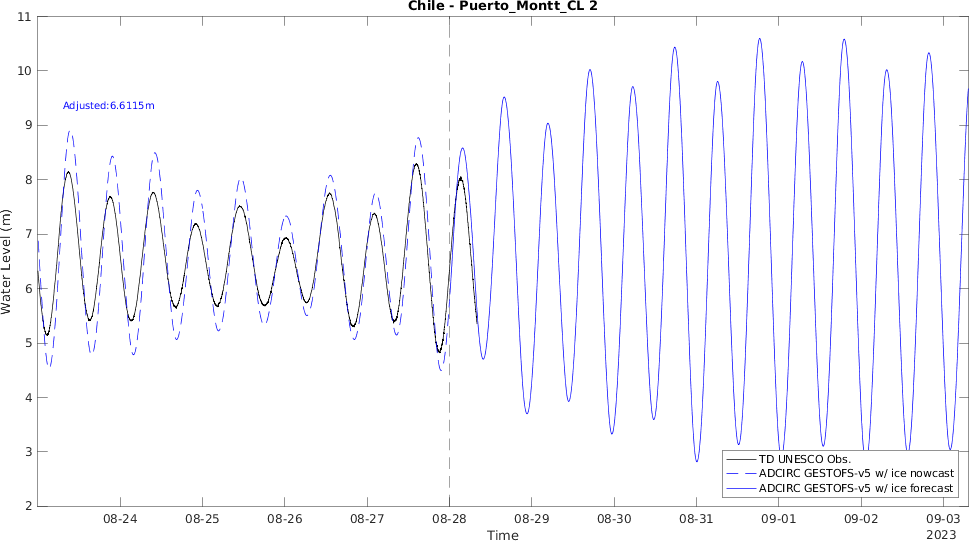 Chile - Puerto_Montt_CL 2
11
10
9
8
7
6
5
4
3
2
Water Level (m)
Adjusted:6.6115m
TD UNESCO Obs.
ADCIRC GESTOFS-v5 w/ ice nowcast
ADCIRC GESTOFS-v5 w/ ice forecast
08-24 08-25 08-26 08-27 08-28 08-29 08-30 08-31 09-01 09-02 09-03
Time
2023